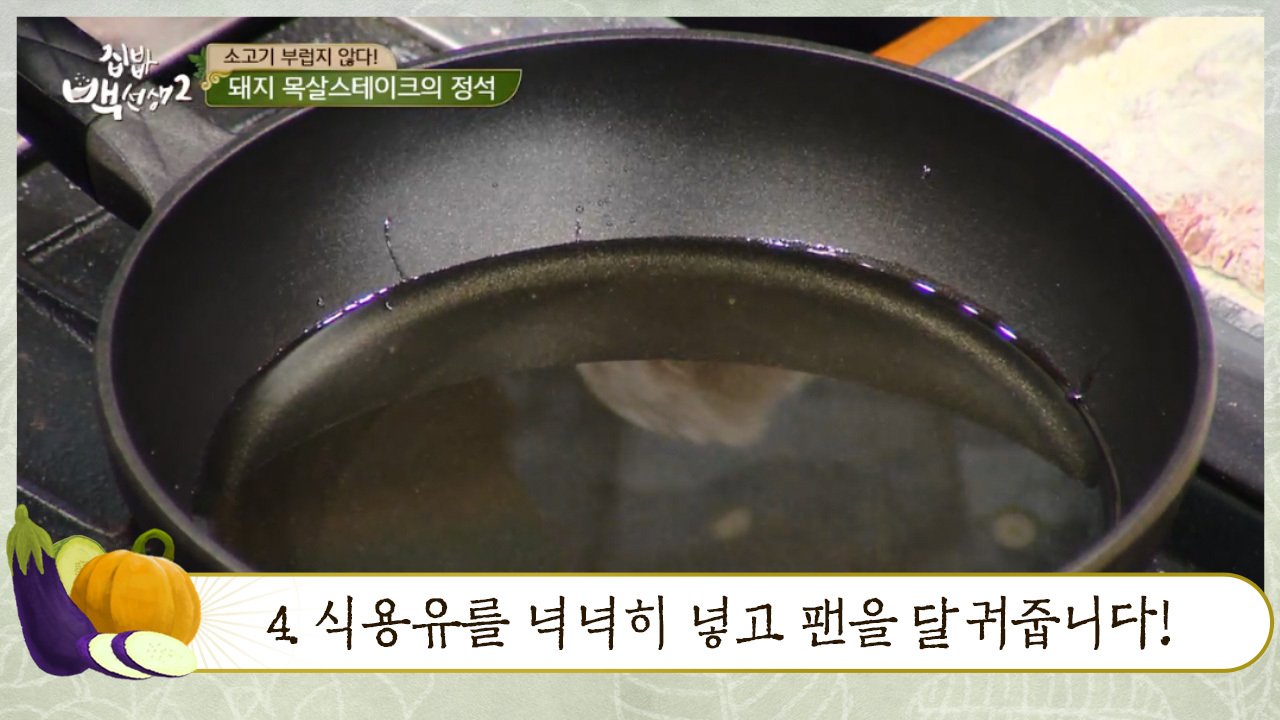 집밥
백선생2
소고기 부럽지 않다!
돼지 목살스테이크의 정석
4. 식용유를 넉넉히 넣고 팬을 달궈줍니다!